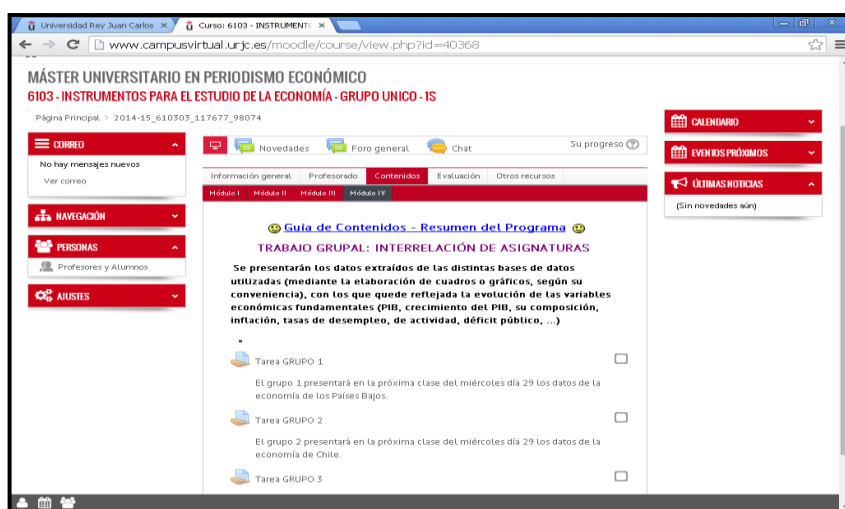 Universidad Rey Juan Carlos
Curso: 6103 - INSTRUMENTO
www.campusvirtual.urjc.es/moodle/course/view.php?id=40368
MÁSTER UNIVERSITARIO EN PERIODISMO ECONÓMICO
6103 - INSTRUMENTOS PARA EL ESTUDIO DE LA ECONOMÍA - GRUPO UNICO - 1S
Página Principal > 2014-15_610303_117677_98074
CORREO
No hay mensajes nuevos
Ver correo
NAVEGACIÓN
PERSONAS
Profesores y Alumnos
AJUSTES
Novedades Foro general Chat Su progreso
Información general Profesorado Contenidos Evaluación Otros recursos
Módulo I Módulo II Módulo III Módulo IV
Guía de Contenidos - Resumen del Programa
TRABAJO GRUPAL: INTERRELACIÓN DE ASIGNATURAS
Se presentarán los datos extraídos de las distintas bases de datos
utilizadas (mediante la elaboración de cuadros o gráficos, según su
conveniencia), con los que quede reflejada la evolución de las variables
económicas fundamentales (PIB, crecimiento del PIB, su composición,
inflación, tasas de desempleo, de actividad, déficit público, ...)
Tarea GRUPO 1
El grupo 1 presentará en la próxima clase del miércoles día 29 los datos de la
economía de los Países Bajos.
Tarea GRUPO 2
El grupo 2 presentará en la próxima clase del miércoles día 29 los datos de la
economía de Chile.
Tarea GRUPO 3
CALENDARIO
EVENTOS PRÓXIMOS
ÚLTIMAS NOTICIAS
(Sin novedades aún)